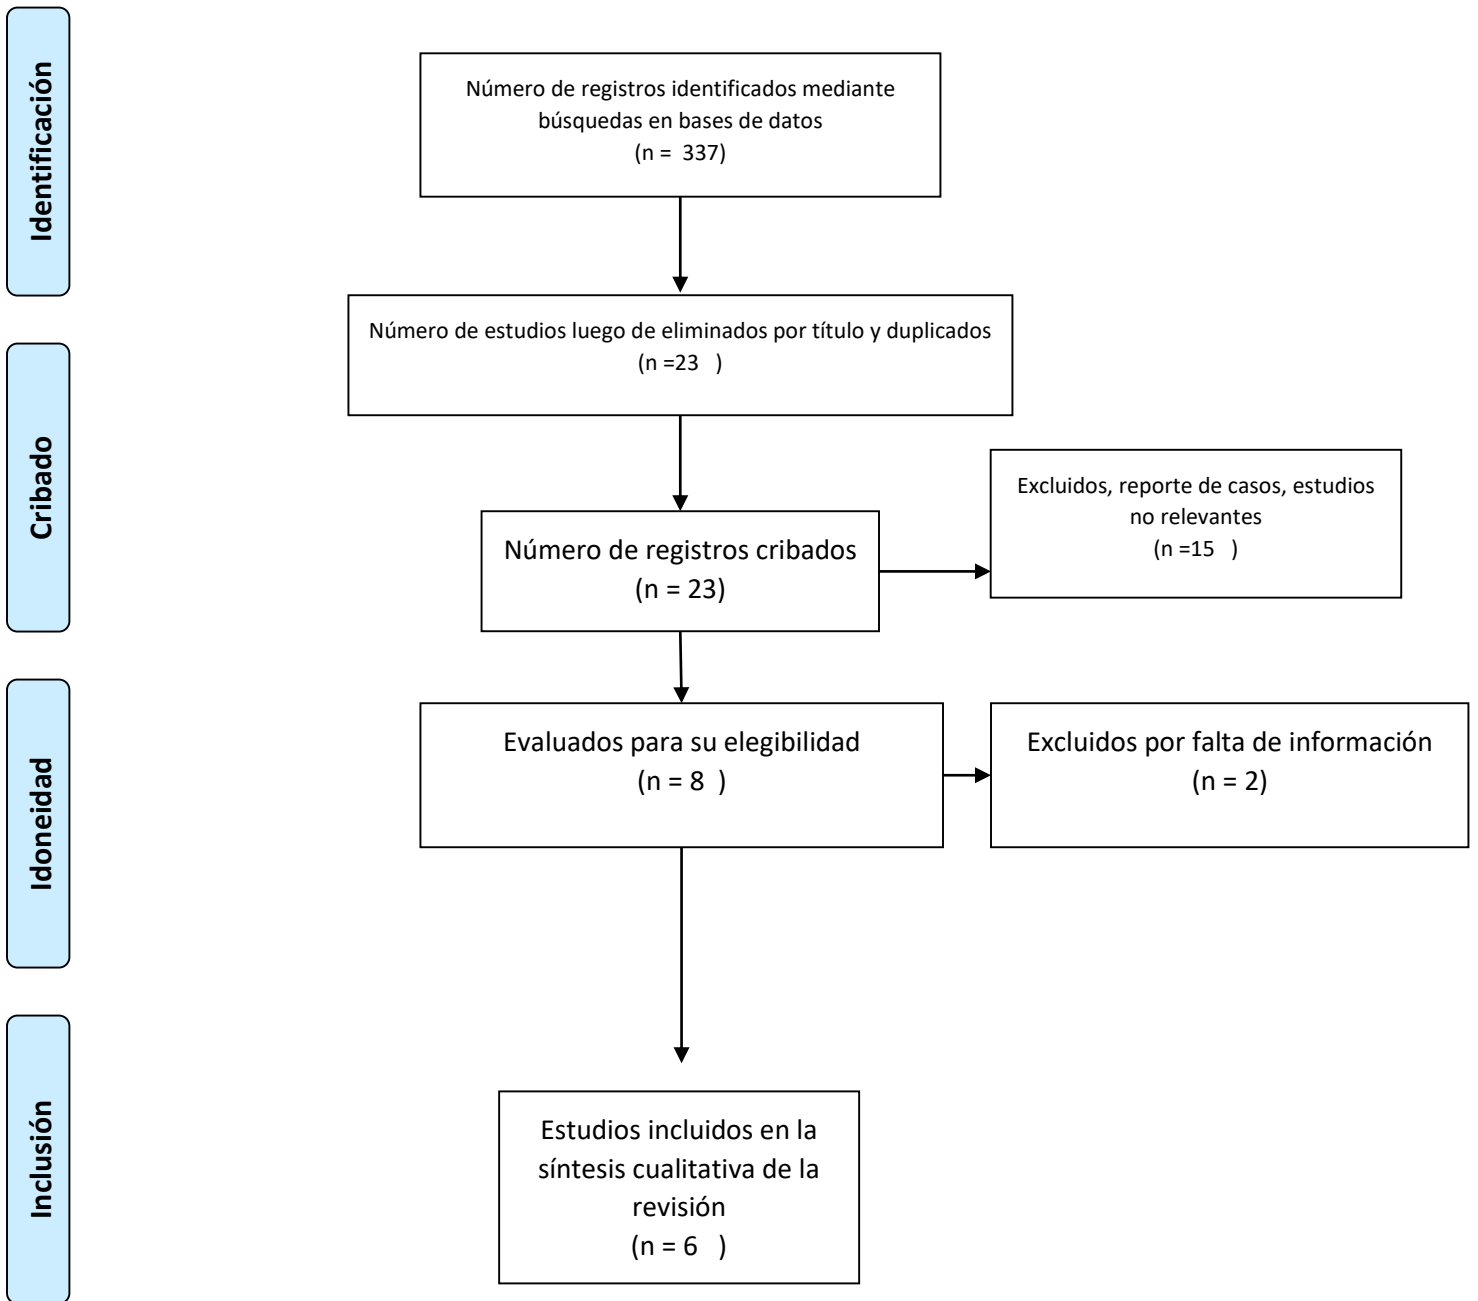 Identificación
Número de registros identificados mediante
búsquedas en bases de datos
(n =  337)
Número de estudios luego de eliminados por título y duplicados
(n =23   )
Cribado
Excluidos, reporte de casos, estudios
no relevantes
(n =15   )
Número de registros cribados
(n = 23)
Idoneidad
Evaluados para su elegibilidad
(n = 8  )
Excluidos por falta de información
(n = 2)
Inclusión
Estudios incluidos en la
síntesis cualitativa de la
revisión
(n = 6   )